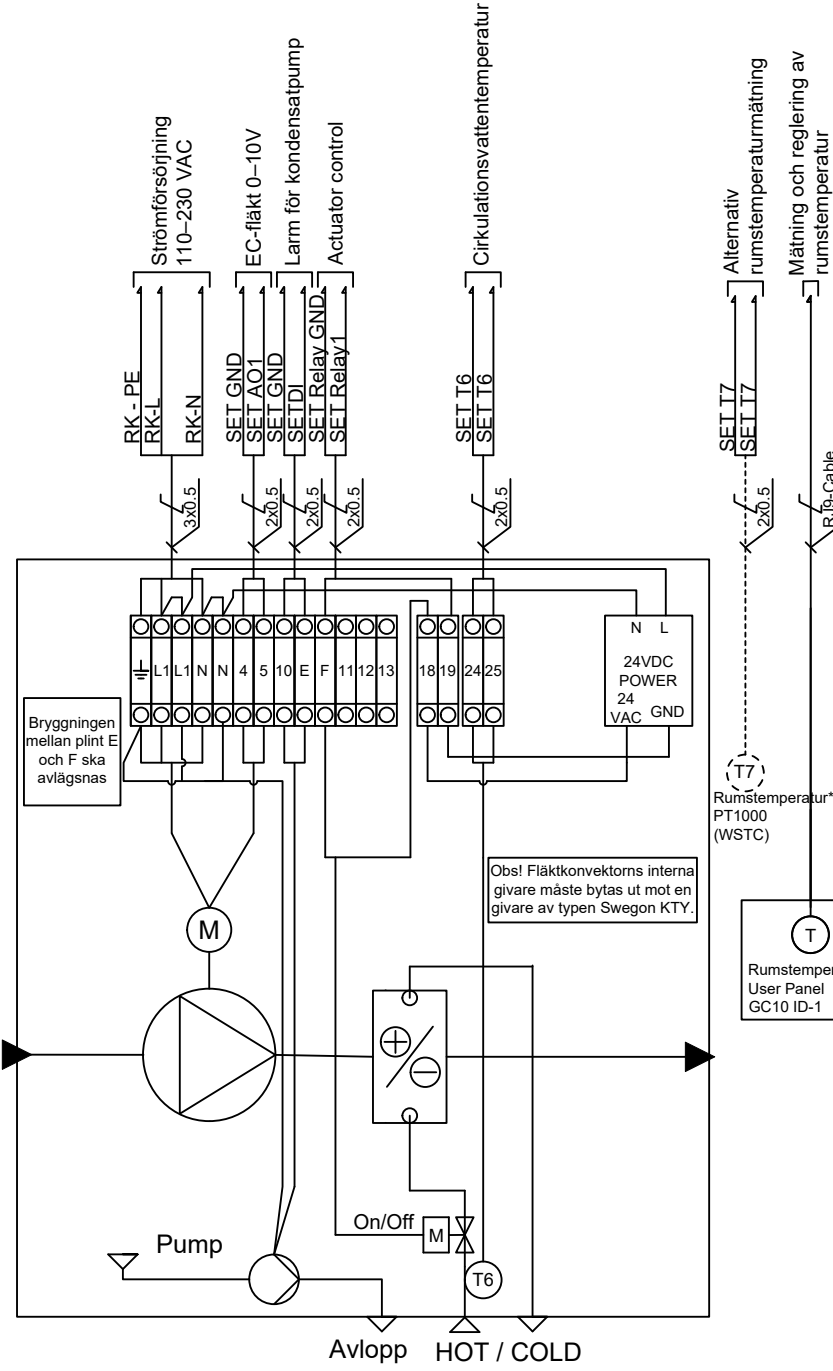 Strömförsörjning
110–230 VAC
EC-fläkt 0–10V
Larm för kondensatpump
Actuator control
Cirkulationsvattentemperatur
Alternativ
rumstemperaturmätning
Mätning och reglering av
rumstemperatur
RK - PE
RK-L
RK-N
SET GND
SET AO1
SET GND
SETDI
SET Relay GND
SET Relay1
SET T6
SET T6
SET T7
SET T7
3x0.5
2x0.5
2x0.5
2x0.5
2x0.5
2x0.5
RJ9-Cable
L1 L1 N N 4 5 10 E F 11 12 13
18 19
24 25
N L
24VDC
POWER
24
VAC GND
Bryggningen
mellan plint E
och F ska
avlägsnas
T7
Rumstemperatur*
PT1000
(WSTC)
Obs! Fläktkonvektorns interna
givare måste bytas ut mot en
givare av typen Swegon KTY.
M
T
User Panel
GC10 ID-1
On/Off
M
Pump
T6
Avlopp
HOT / COLD